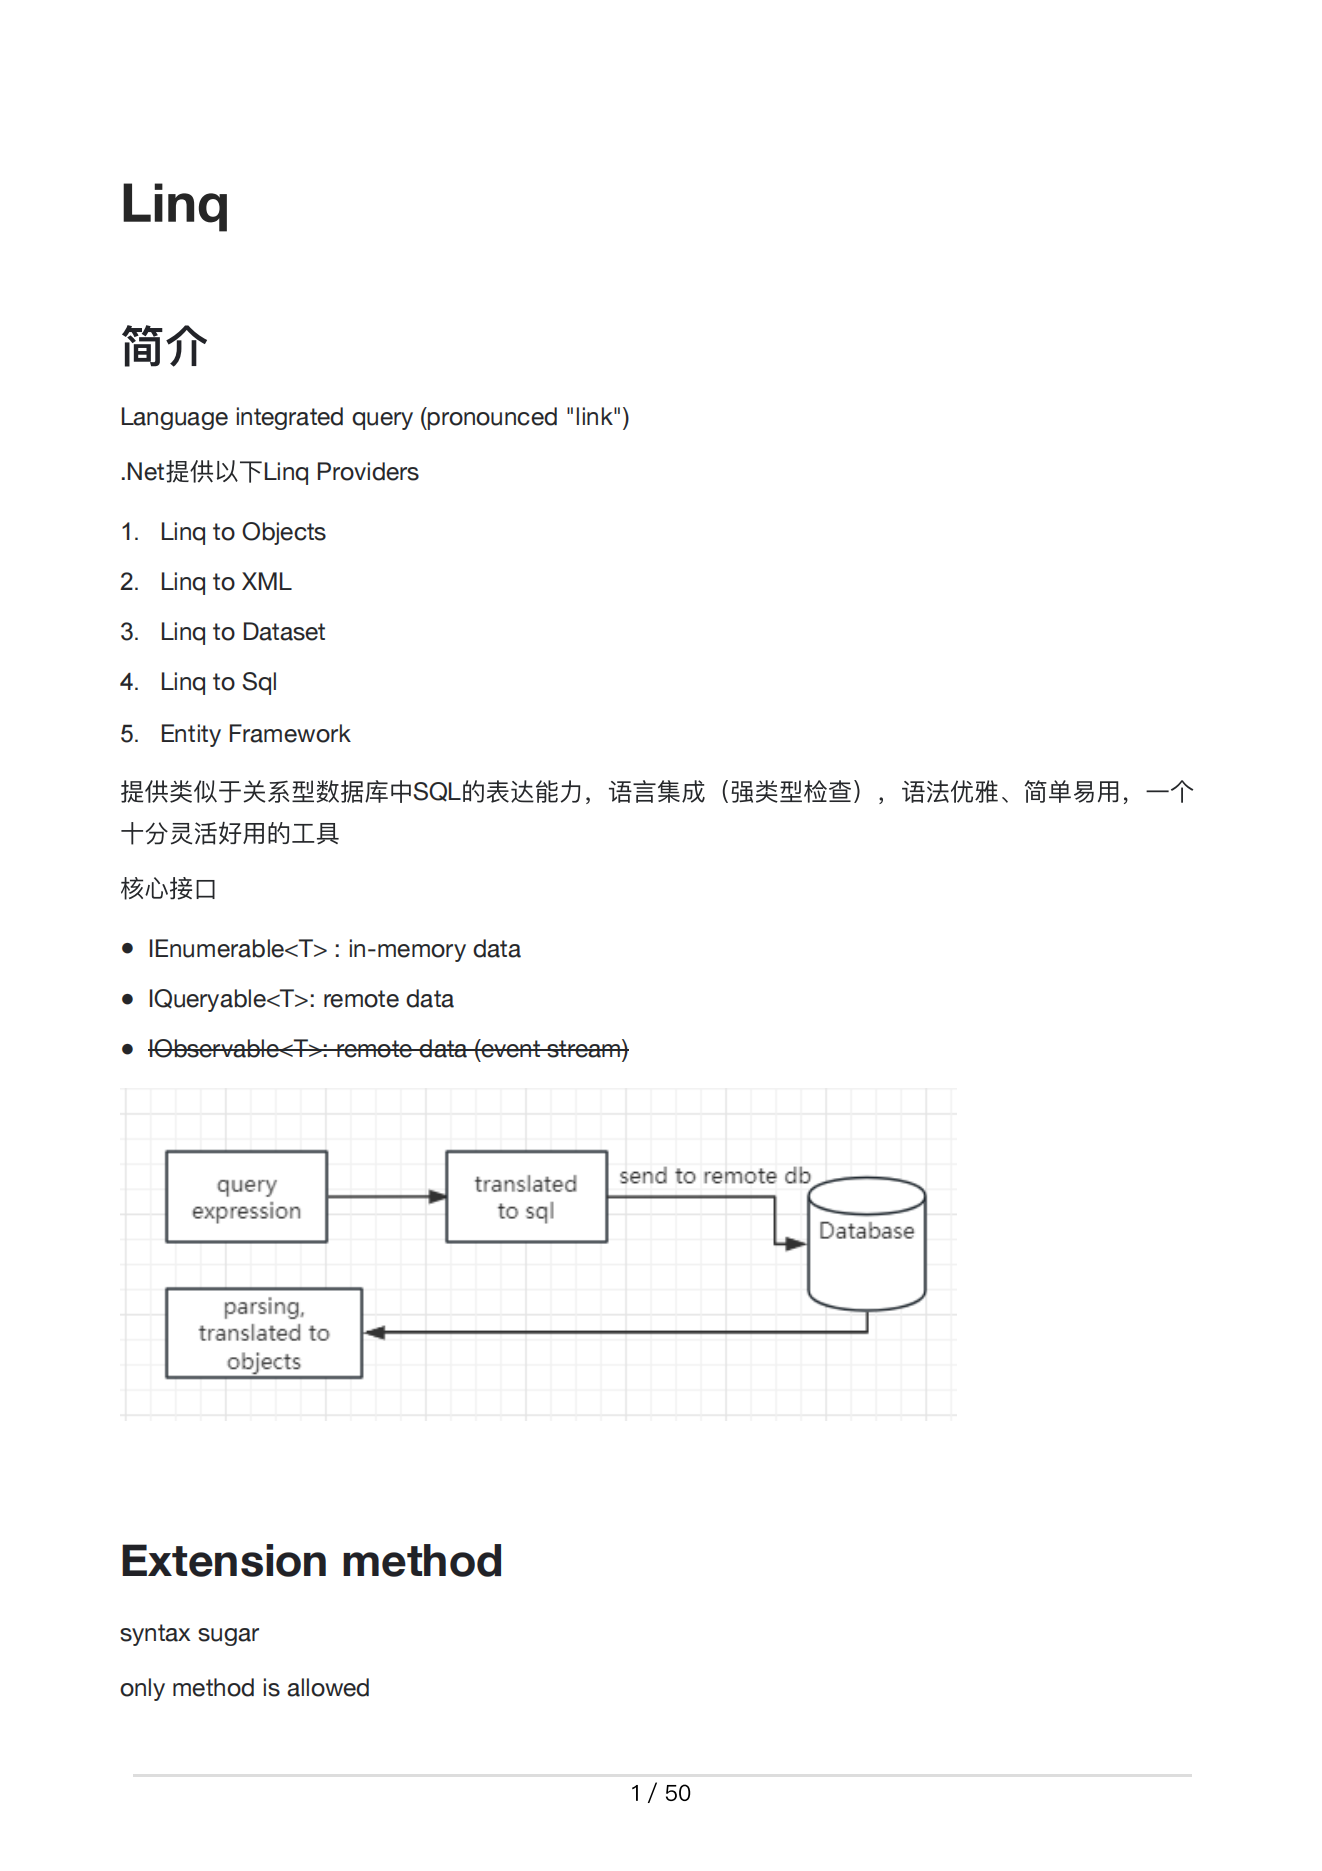 Linq
简介
Language integrated query (pronounced "link")
.Net提供以下Linq Providers
1. Linq to Objects
2. Linq to XML
3. Linq to Dataset
4. Linq to Sql
5. Entity Framework
提供类似于关系型数据库中SQL的表达能力，语言集成（强类型检查），语法优雅、简单易用，一个
十分灵活好用的工具
核心接口
● IEnumerable<T> : in-memory data
● IQueryable<T>: remote data
● IObservable<T>: remote data (event stream)
query
expression
translated
to sql
send to remote db
Database
parsing,
translated to
objects
Extension method
syntax sugar
only method is allowed
1 / 50